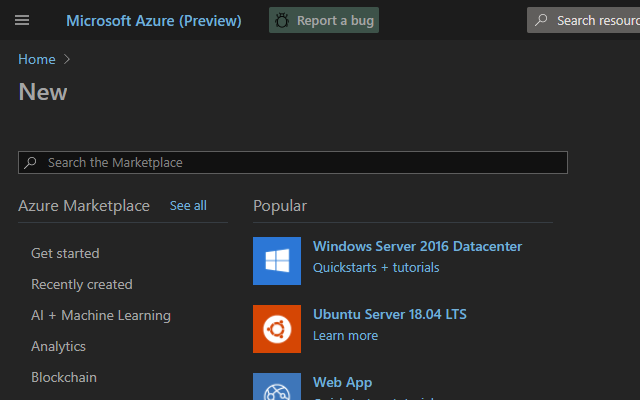 Microsoft Azure (Preview)
Report a bug
Search resourc
Home
New
Search the Marketplace
Azure Marketplace
See all
Popular
Get started
Recently created
AI + Machine Learning
Analytics
Blockchain
Windows Server 2016 Datacenter
Quickstarts + tutorials
Ubuntu Server 18.04 LTS
Learn more
Web App